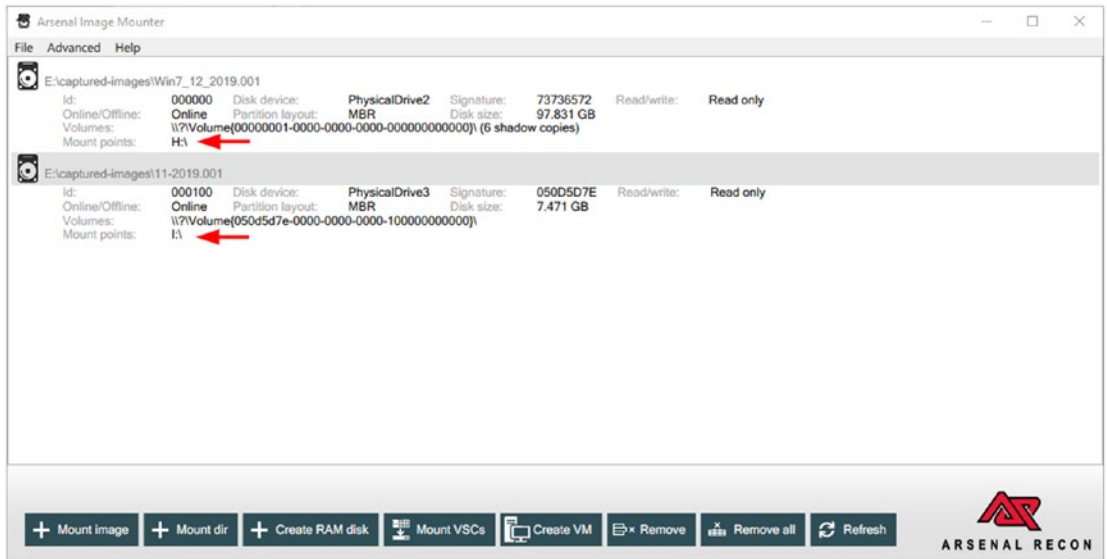 Arsenal Image Mounter
File Advanced Help
E:\captured-images\Win7_12_2019.001
Id: 000000 Disk device: PhysicalDrive2 Signature: 73736572 Read/write: Read only
Online/Offline: Online Partition layout: MBR Disk size: 97.831 GB
Volumes: \\?\Volume{00000001-0000-0000-0000-000000000000}\ (6 shadow copies)
Mount points: H:\
E:\captured-images\11-2019.001
Id: 000100 Disk device: PhysicalDrive3 Signature: 050D5D7E Read/write: Read only
Online/Offline: Online Partition layout: MBR Disk size: 7.471 GB
Volumes: \\?\Volume{050d5d7e-0000-0000-0000-100000000000}\
Mount points: I:\
Mount image Mount dir Create RAM disk Mount VSCs Create VM Remove Remove all Refresh
ARSENAL RECON